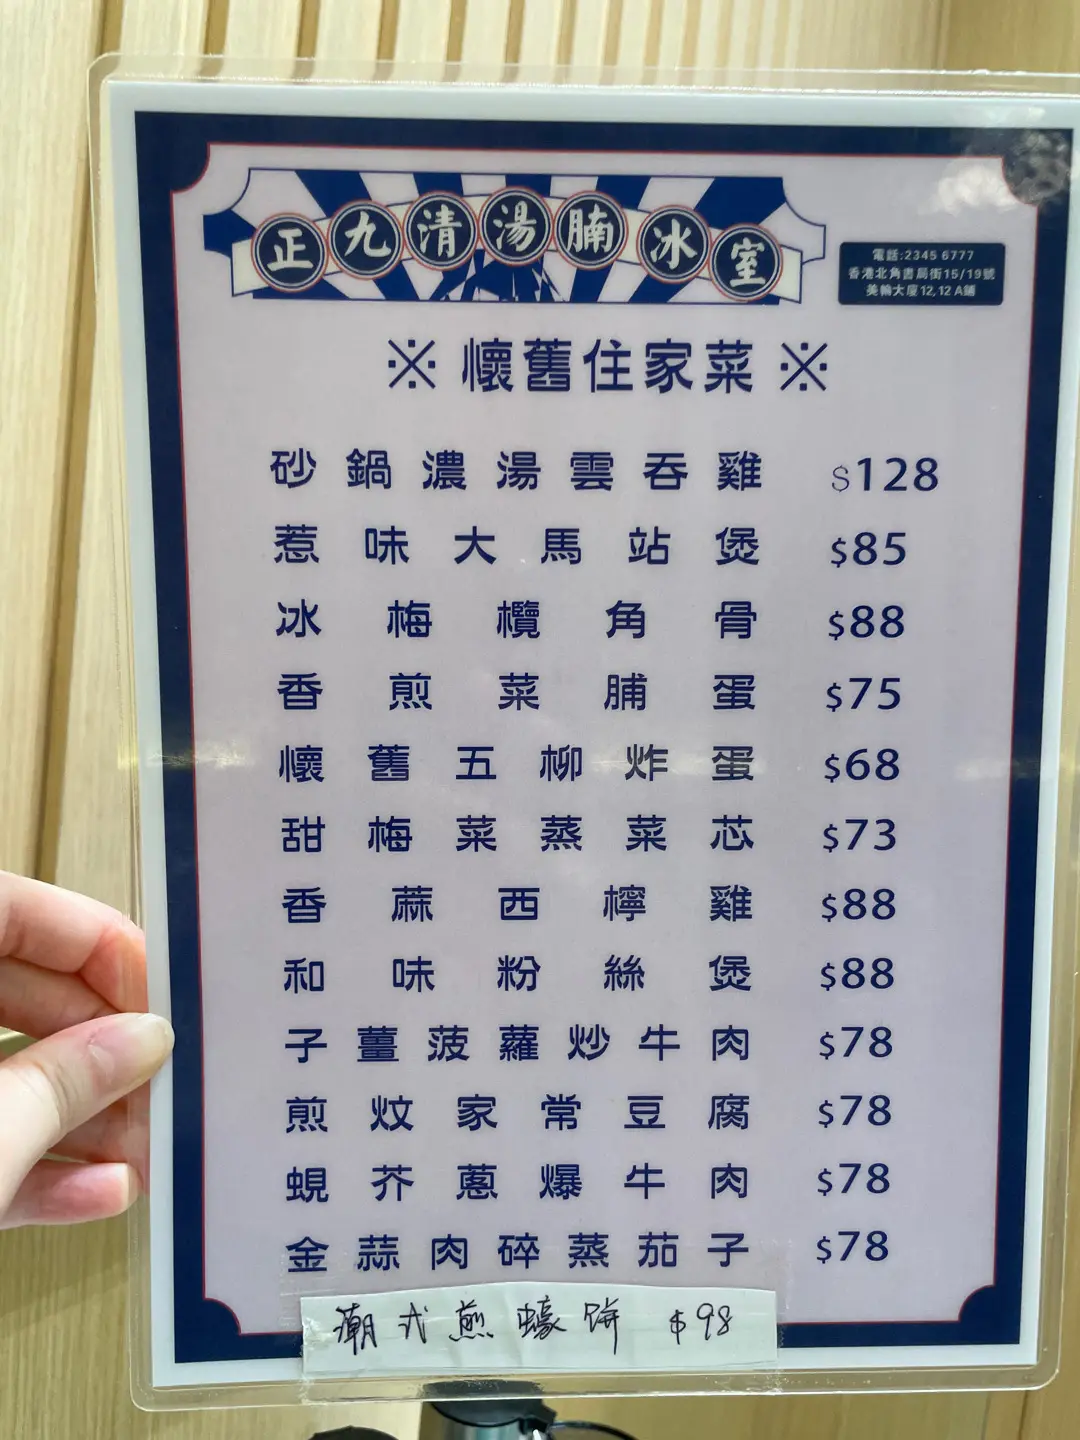 正九清湯腩冰室
電話:2345 6777
香港北角書局街15/19號
美輪大廈12,12 A舖
※ 懷舊住家菜 ※
砂鍋濃湯雲吞雞 $128
惹味大馬站煲 $85
冰梅欖角骨 $88
香煎菜脯蛋 $75
懷舊五柳炸蛋 $68
甜梅菜蒸菜芯 $73
香蔴西檸雞 $88
和味粉絲煲 $88
子薑菠蘿炒牛肉 $78
煎炆家常豆腐 $78
蜆芥蔥爆牛肉 $78
金蒜肉碎蒸茄子 $78
潮式煎蠔餅 $98